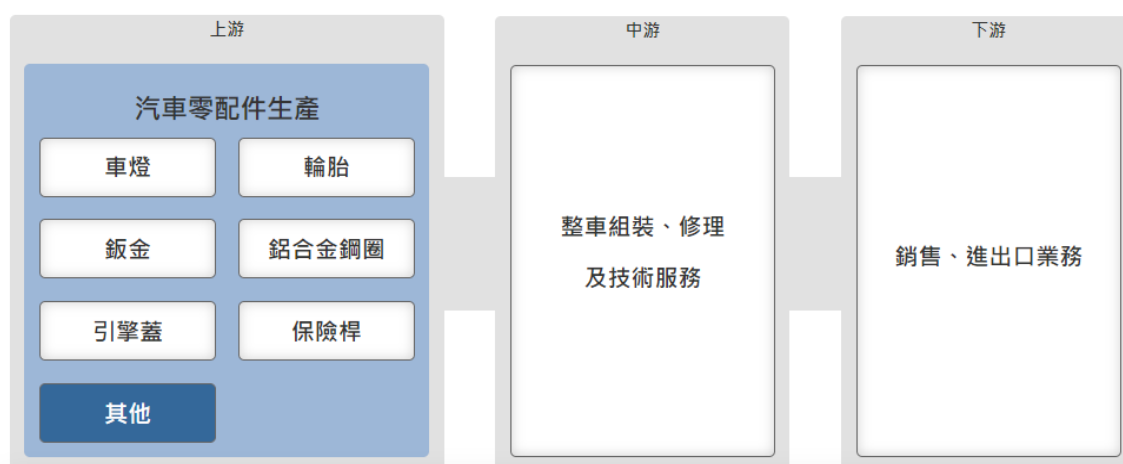 上游
汽車零配件生產
車燈
輪胎
鈑金
鋁合金鋼圈
引擎蓋
保險桿
其他
中游
整車組裝、修理
及技術服務
下游
銷售、進出口業務